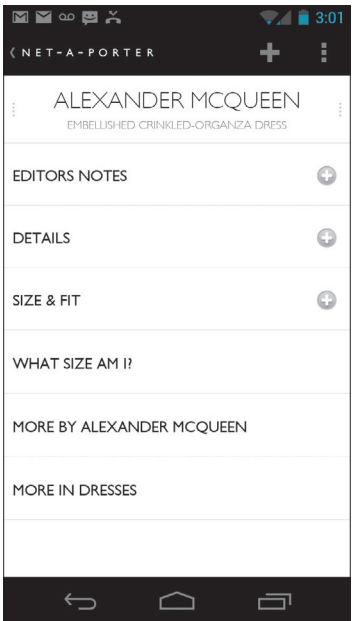 3:01
NET-A-PORTER
ALEXANDER MCQUEEN
EMBELLISHED CRINKLED-ORGANZA DRESS
EDITORS NOTES
DETAILS
SIZE & FIT
WHAT SIZE AM I?
MORE BY ALEXANDER MCQUEEN
MORE IN DRESSES